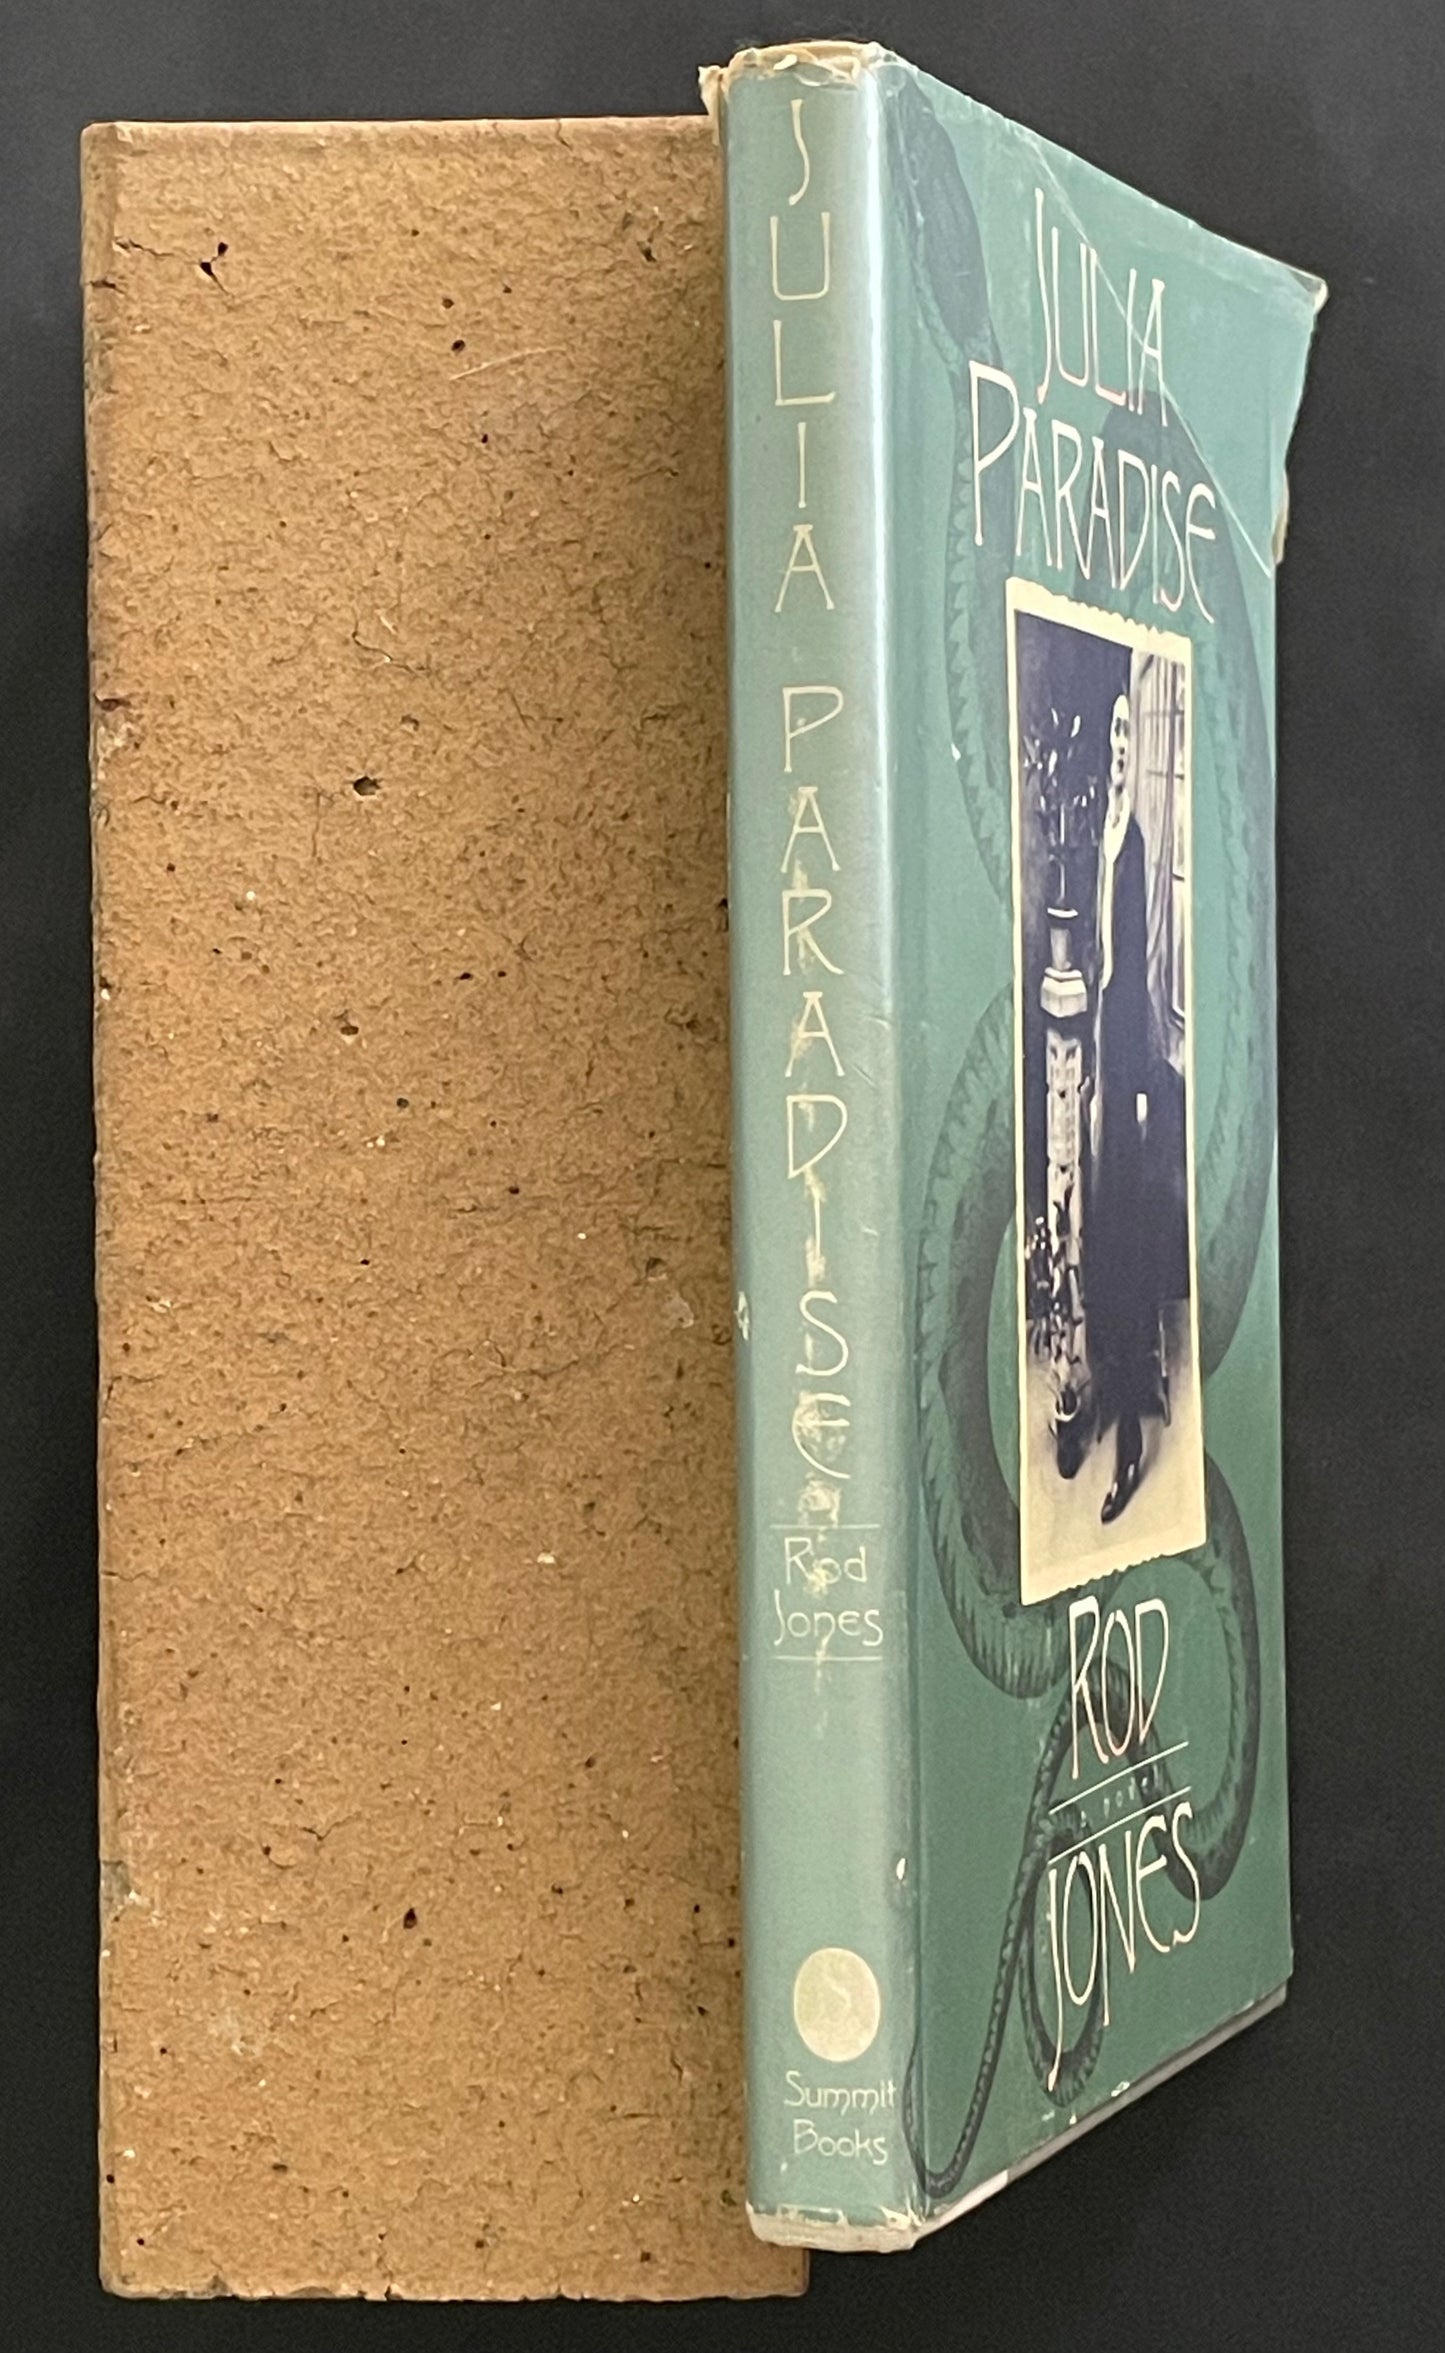 JULIA PARADISE
Rod
Jones
Summit
Books
JULIA
PARADISE
ROD
a novel
JONES